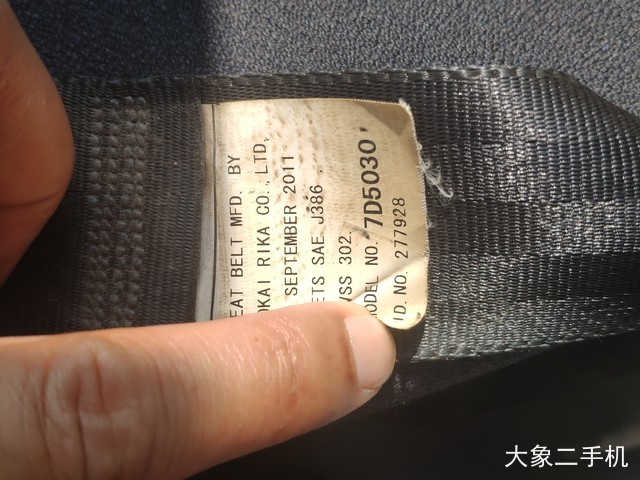 EAT BELT MFD. BY
OKAI RIKA CO.,LTD,
SEPTEMBER 2011
ETS SAE J386
VSS 302.
MODEL NO. 7D5030
ID.NO. 277928
大象二手机